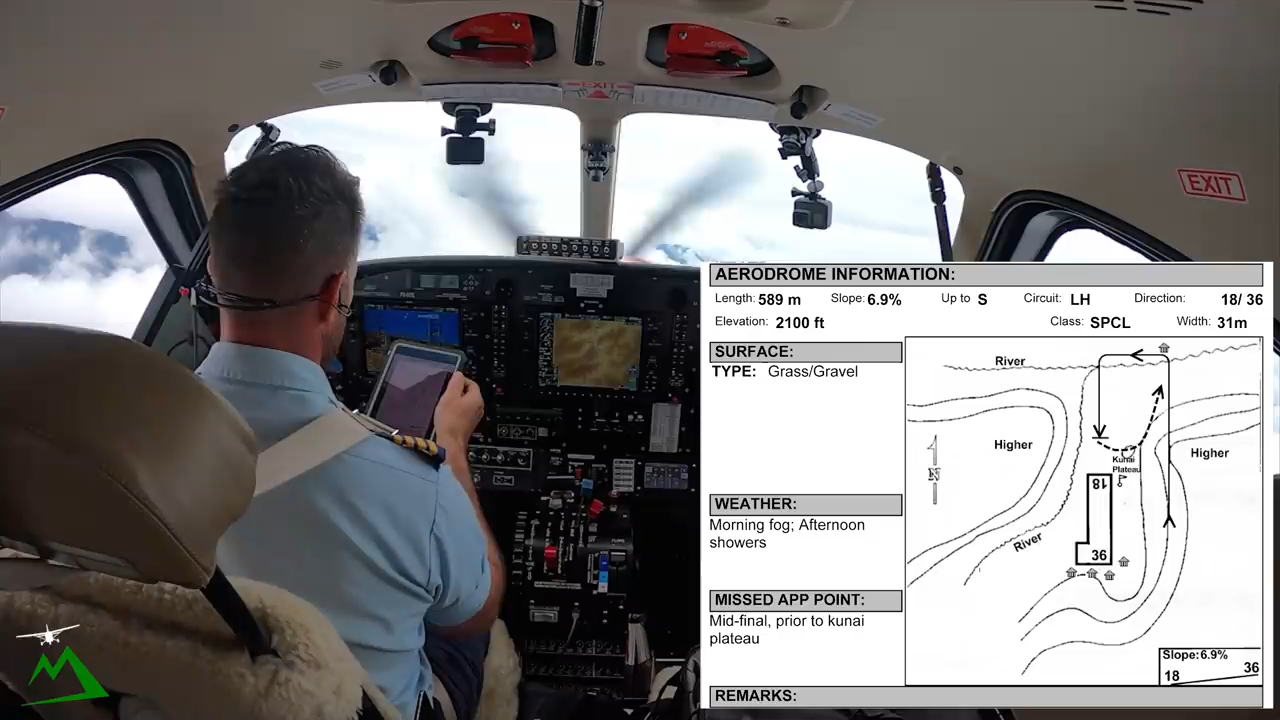 EXIT
EXIT
AERODROME INFORMATION:
Length: 589 m Slope: 6.9% Up to S Circuit: LH Direction: 18/ 36
Elevation: 2100 ft Class: SPCL Width: 31m
SURFACE:
TYPE: Grass/Gravel
WEATHER:
Morning fog; Afternoon
showers
MISSED APP POINT:
Mid-final, prior to kunai
plateau
REMARKS:
River
Higher
Higher
N
Kunai
Plateau
18
River
36
Slope: 6.9%
18 36